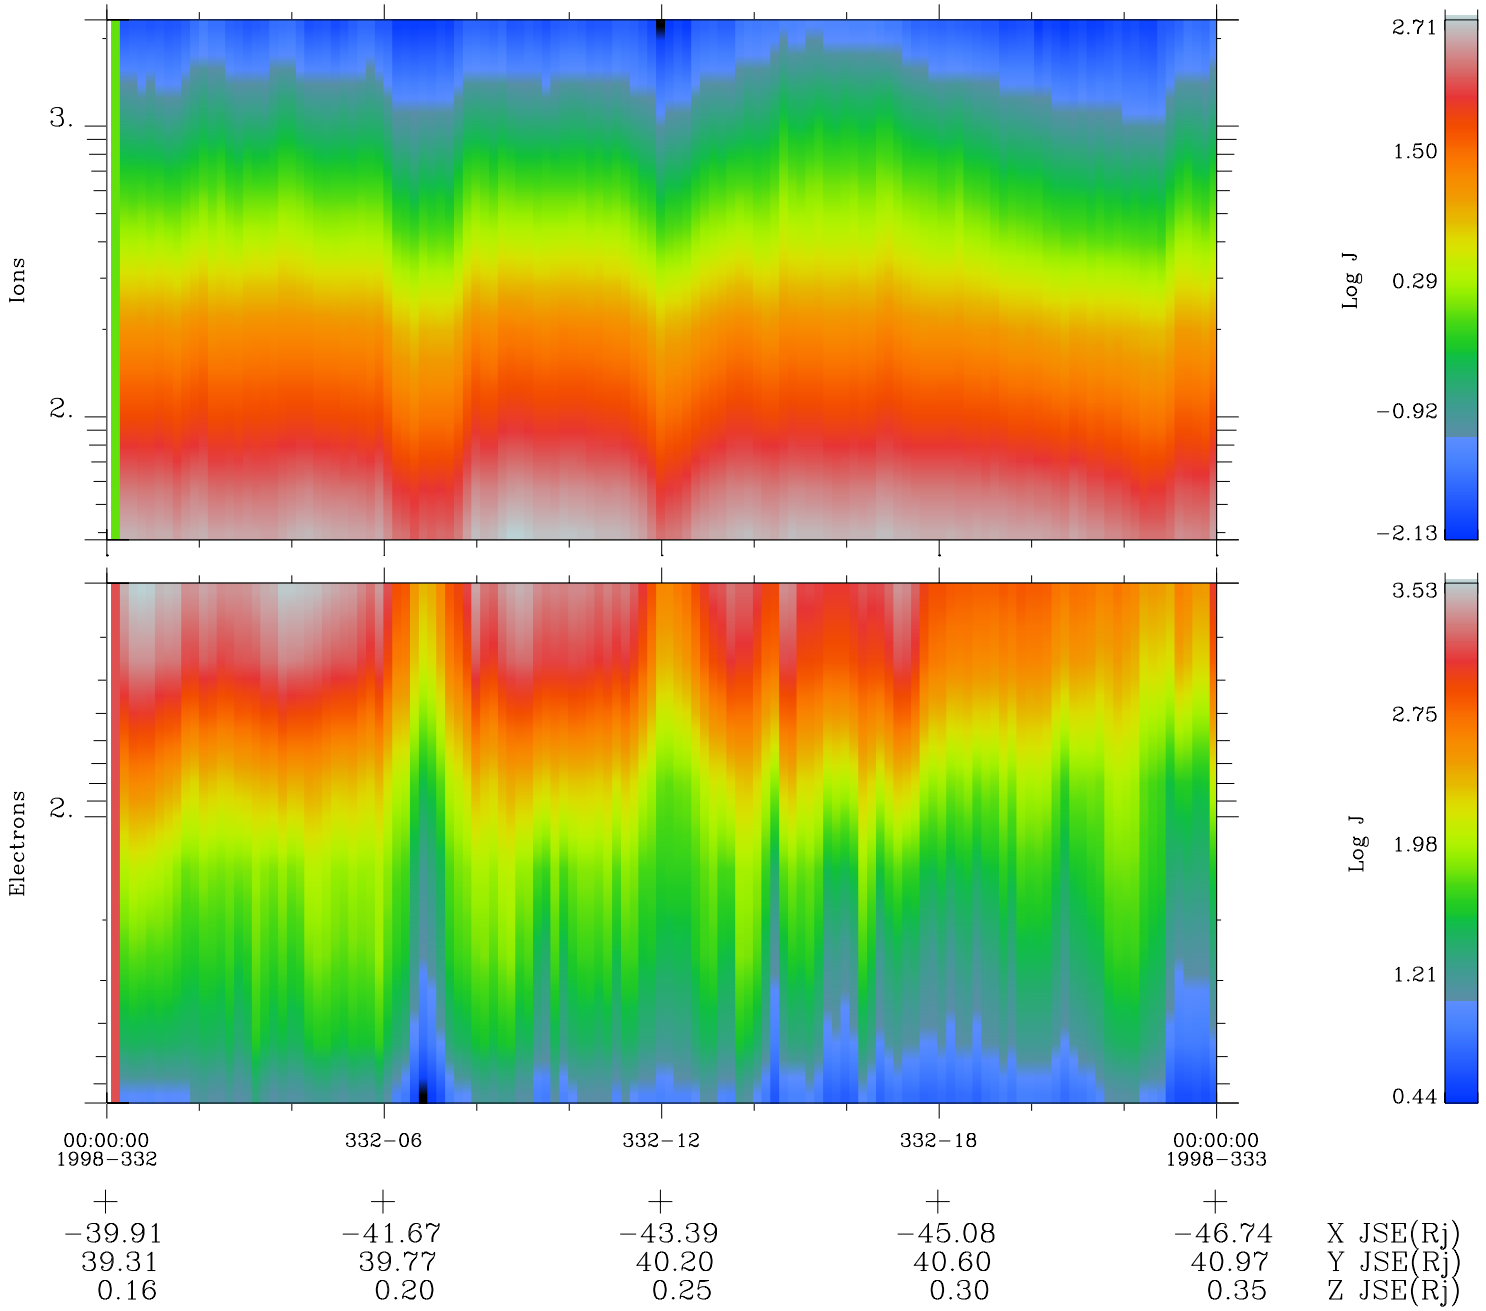 3.
2.
Ions
2.71
1.50
0.29
−0.92
−2.13
Log J
2.
Electrons
3.53
2.75
1.98
1.21
0.44
Log J
00:00:00 332−06 332−12 332−18 00:00:00
1998−332 1998−333
−39.91 −41.67 −43.39 −45.08 −46.74 X JSE(Rj)
39.31 39.77 40.20 40.60 40.97 Y JSE(Rj)
0.16 0.20 0.25 0.30 0.35 Z JSE(Rj)